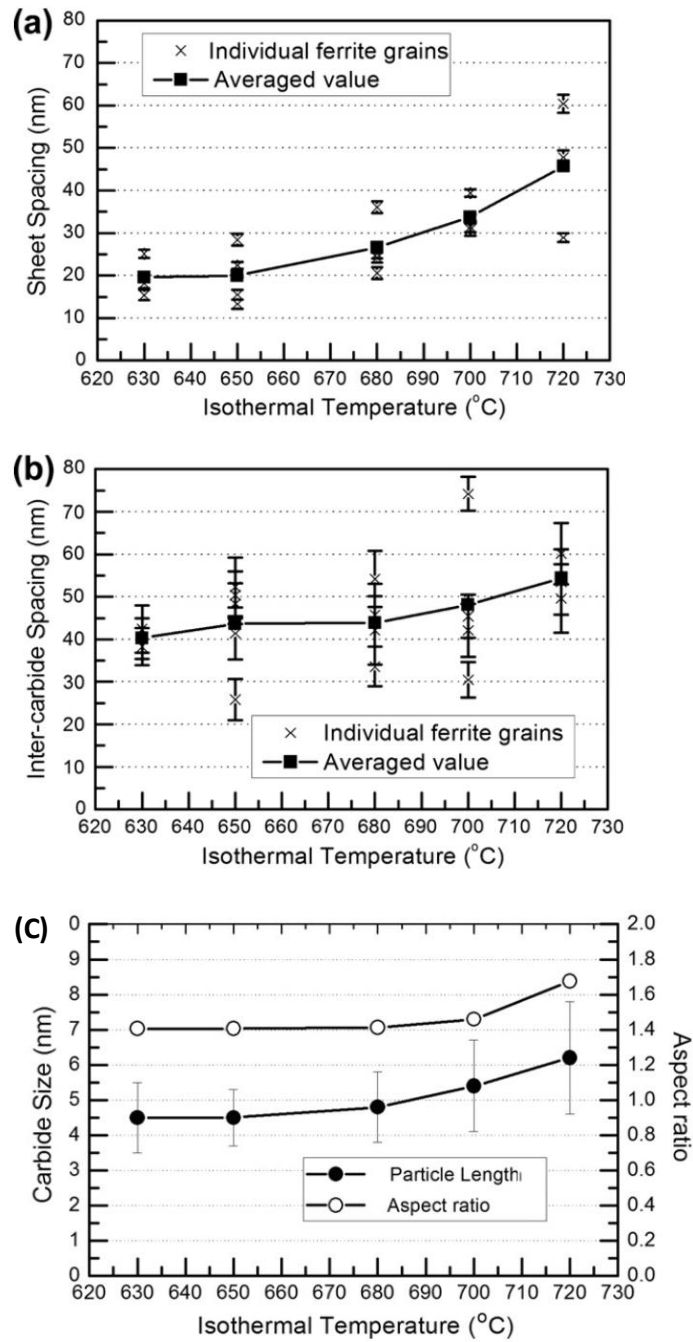 (a)
80
70
60
50
40
30
20
10
0
Sheet Spacing (nm)
Individual ferrite grains
Averaged value
620 630 640 650 660 670 680 690 700 710 720 730
Isothermal Temperature (°C)
(b)
80
70
60
50
40
30
20
10
0
Inter-carbide Spacing (nm)
Individual ferrite grains
Averaged value
620 630 640 650 660 670 680 690 700 710 720 730
Isothermal Temperature (°C)
(C)
0
9
8
7
6
5
4
3
2
1
0
Carbide Size (nm)
Particle Length
Aspect ratio
2.0
1.8
1.6
1.4
1.2
1.0
0.8
0.6
0.4
0.2
0.0
Aspect ratio
620 630 640 650 660 670 680 690 700 710 720 730
Isothermal Temperature (°C)